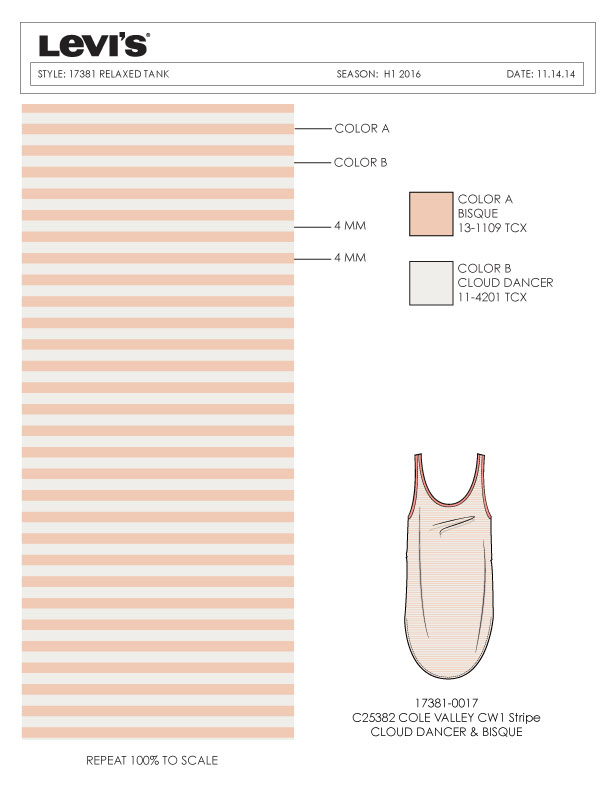 Levi's®
STYLE: 17381 RELAXED TANK SEASON: H1 2016 DATE: 11.14.14
COLOR A
COLOR B
4 MM
4 MM
COLOR A
BISQUE
13-1109 TCX
COLOR B
CLOUD DANCER
11-4201 TCX
17381-0017
C25382 COLE VALLEY CW1 Stripe
CLOUD DANCER & BISQUE
REPEAT 100% TO SCALE